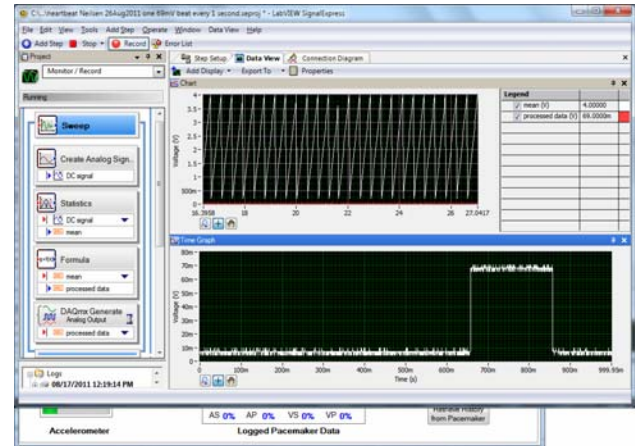 C:\...\heartbeat Neilsen 26Aug2011 one 69mV beat every 1 second.seproj * - LabVIEW SignalExpress
File Edit View Tools Add Step Operate Window Data View Help
Add Step Stop Record Error List
Project
Step Setup Data View Connection Diagram
Monitor / Record
Add Display Export To Properties
Running
Chart
Legend
mean (V) 4.00000
processed data (V) 69.0000m
Sweep
Create Analog Sign..
DC signal
Statistics
DC signal
mean
Formula
mean
processed data
DAQmx Generate
Analog Output
processed data
Logs
08/17/2011 12:19:14 PM
Voltage (V)
4
3.5
3
2.5
2
1.5
1
500m
0
16.3958 18 20 22 24 26 27.0417
Time Graph
Voltage (V)
80m
70m
60m
50m
40m
30m
20m
10m
0
0 100m 200m 300m 400m 500m 600m 700m 800m 900m 999.99m
Time (s)
AS 0% AP 0% VS 0% VP 0%
Retrieve History
from Pacemaker
Accelerometer
Logged Pacemaker Data